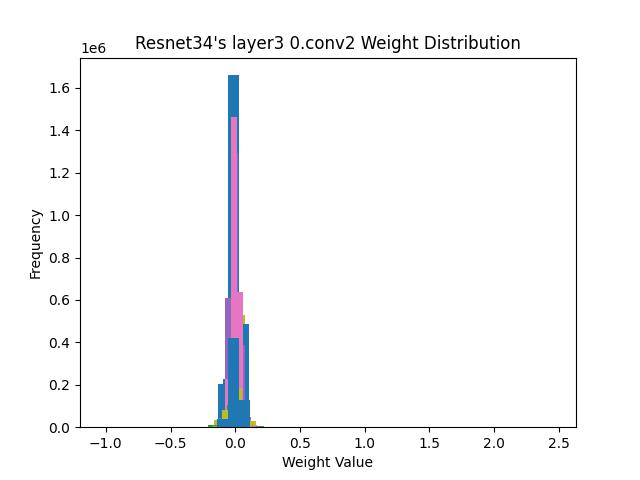 Resnet34's layer3 0.conv2 Weight Distribution
1e6
1.6
1.4
1.2
1.0
0.8
0.6
0.4
0.2
0.0
Frequency
−1.0 −0.5 0.0 0.5 1.0 1.5 2.0 2.5
Weight Value